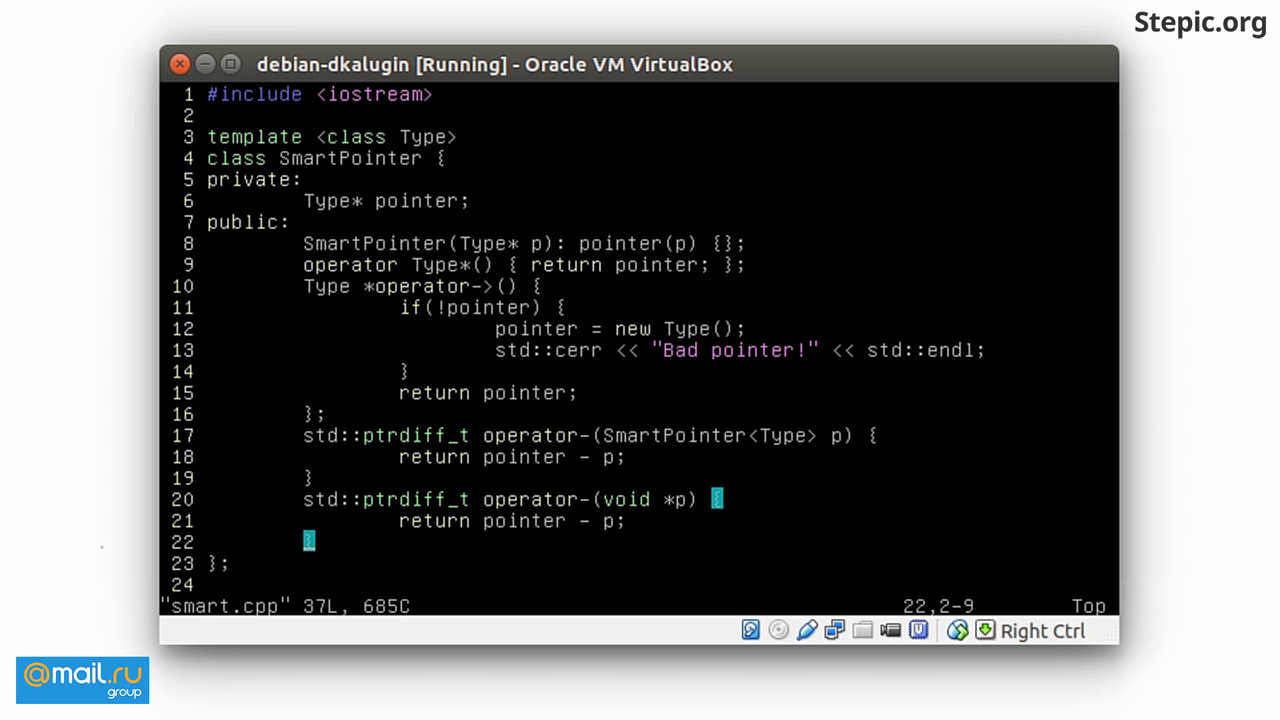 Stepic.org
debian-dkalugin [Running] - Oracle VM VirtualBox
1 #include <iostream>
2
3 template <class Type>
4 class SmartPointer {
5 private:
6 Type* pointer;
7 public:
8 SmartPointer(Type* p): pointer(p) {};
9 operator Type*() { return pointer; };
10 Type *operator->() {
11 if(!pointer) {
12 pointer = new Type();
13 std::cerr << "Bad pointer!" << std::endl;
14 }
15 return pointer;
16 };
17 std::ptrdiff_t operator-(SmartPointer<Type> p) {
18 return pointer - p;
19 }
20 std::ptrdiff_t operator-(void *p) {
21 return pointer - p;
22 }
23 };
24
"smart.cpp" 37L, 685C 22,2-9 Top
Right Ctrl
@mail.ru
group